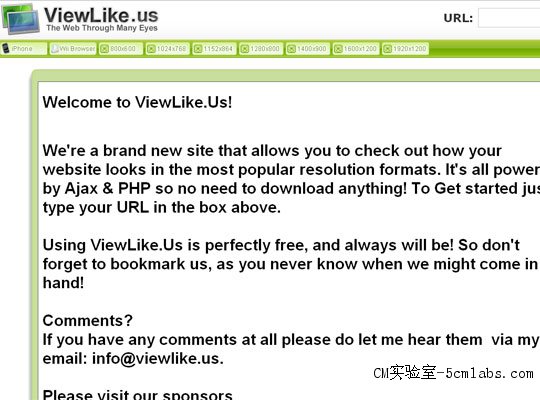 ViewLike.us
The Web Through Many Eyes
URL:
iPhone Wii Browser 800x600 1024x768 1152x864 1280x800 1400x900 1600x1200 1920x1200
Welcome to ViewLike.Us!
We're a brand new site that allows you to check out how your
website looks in the most popular resolution formats. It's all power
by Ajax & PHP so no need to download anything! To Get started jus
type your URL in the box above.
Using ViewLike.Us is perfectly free, and always will be! So don't
forget to bookmark us, as you never know when we might come in
hand!
Comments?
If you have any comments at all please do let me hear them via my
email: info@viewlike.us.
CM实验室-5cmlabs.com
Please visit our sponsors